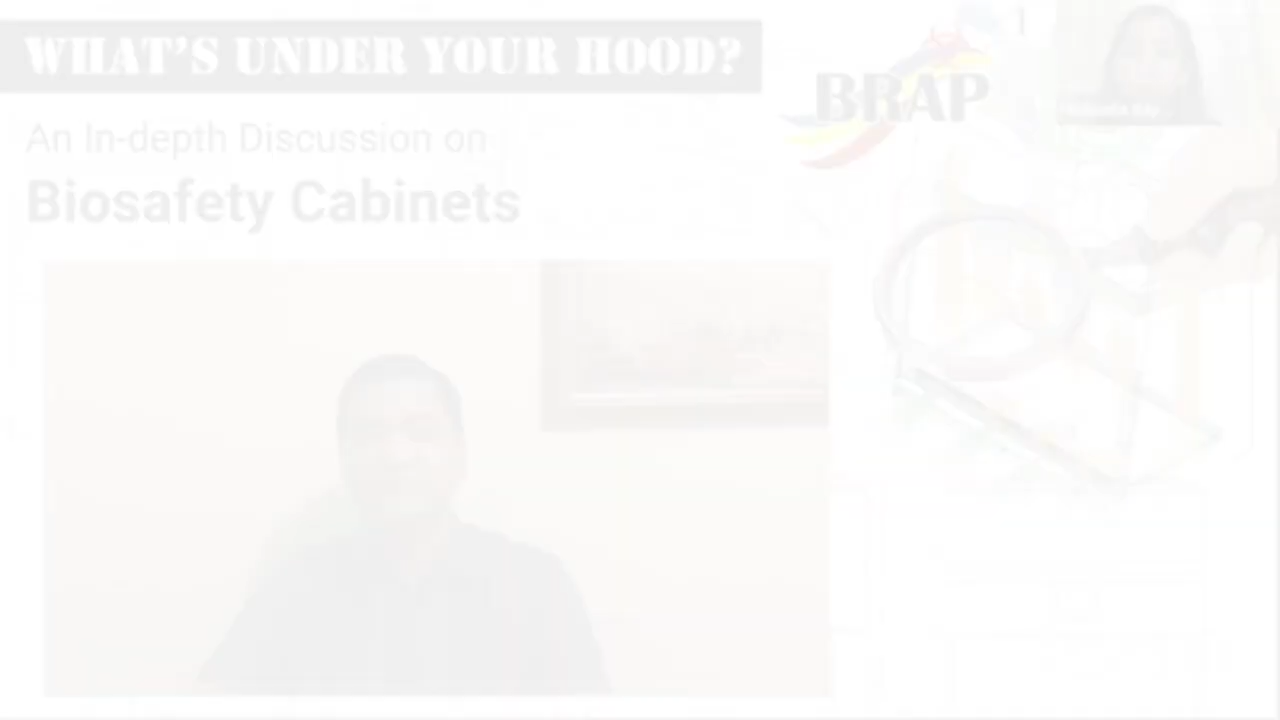 WHAT'S UNDER YOUR HOOD?
An In-depth Discussion on
Biosafety Cabinets
BRAP